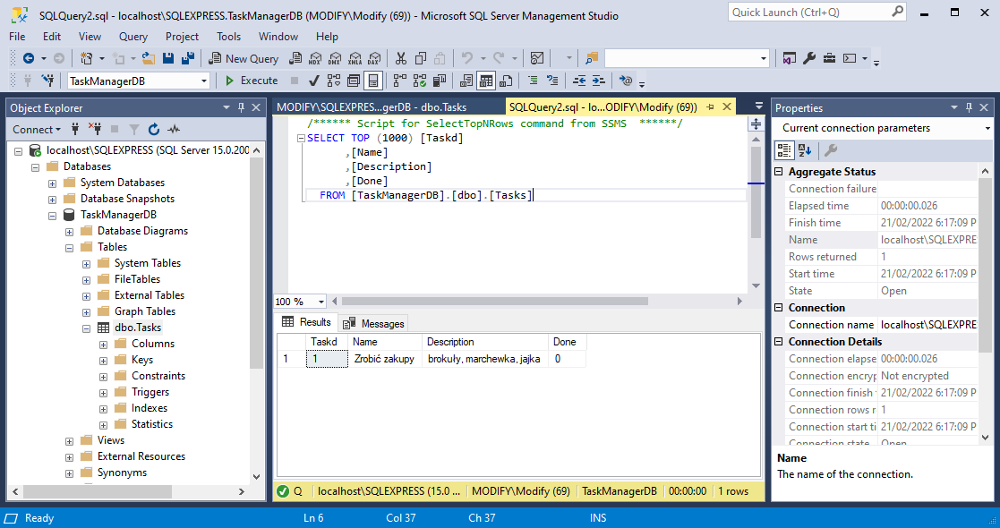 SQLQuery2.sql - localhost\SQLEXPRESS.TaskManagerDB (MODIFY\Modify (69)) - Microsoft SQL Server Management Studio
Quick Launch (Ctrl+Q)
File Edit View Query Project Tools Window Help
New Query
MDX DMX XMLA DAX
TaskManagerDB
Execute
Object Explorer
Connect
localhost\SQLEXPRESS (SQL Server 15.0.200
Databases
System Databases
Database Snapshots
TaskManagerDB
Database Diagrams
Tables
System Tables
FileTables
External Tables
Graph Tables
dbo.Tasks
Columns
Keys
Constraints
Triggers
Indexes
Statistics
Views
External Resources
Synonyms
MODIFY\SQLEXPRES...gerDB - dbo.Tasks
SQLQuery2.sql - lo...ODIFY\Modify (69))
/****** Script for SelectTopNRows command from SSMS  ******/
SELECT TOP (1000) [Taskd]
,[Name]
,[Description]
,[Done]
FROM [TaskManagerDB].[dbo].[Tasks]
100 %
Results Messages
Taskd Name Description Done
1 1 Zrobić zakupy brokuły, marchewka, jajka 0
Q localhost\SQLEXPRESS (15.0 ... MODIFY\Modify (69) TaskManagerDB 00:00:00 1 rows
Properties
Current connection parameters
Aggregate Status
Connection failure
Elapsed time 00:00:00.026
Finish time 21/02/2022 6:17:09 P
Name localhost\SQLEXPRE
Rows returned 1
Start time 21/02/2022 6:17:09 P
State Open
Connection
Connection name localhost\SQLEXPRE
Connection Details
Connection elapse 00:00:00.026
Connection encryp Not encrypted
Connection finish 21/02/2022 6:17:09 P
Connection rows r 1
Connection start ti 21/02/2022 6:17:09 P
Connection state Open
Name
The name of the connection.
Ready Ln 6 Col 37 Ch 37 INS